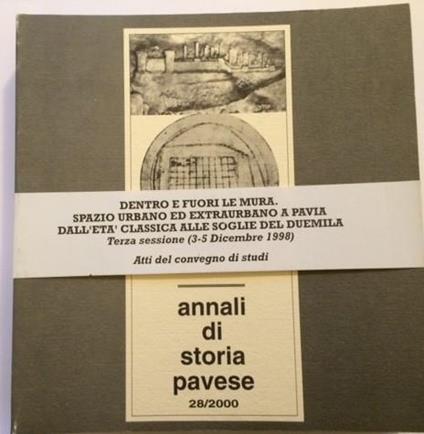 DENTRO E FUORI LE MURA.
SPAZIO URBANO ED EXTRAURBANO A PAVIA
DALL'ETA' CLASSICA ALLE SOGLIE DEL DUEMILA
Terza sessione (3-5 Dicembre 1998)
Atti del convegno di studi
annali
di
storia
pavese
28/2000